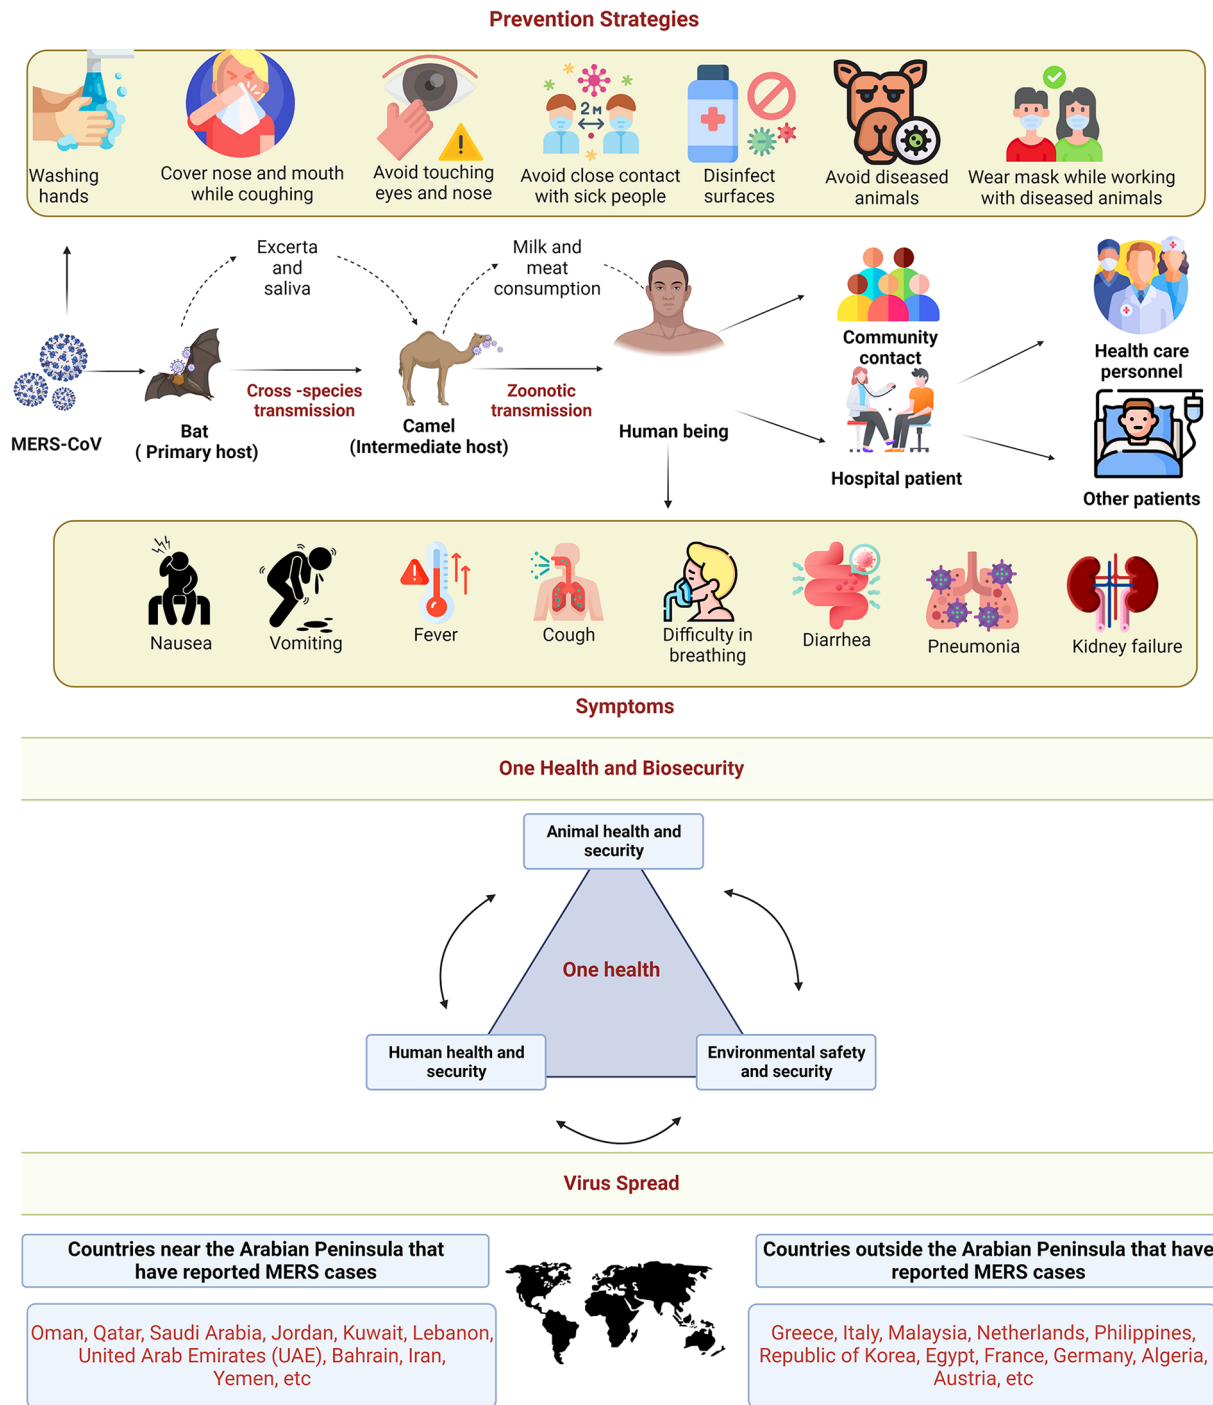 Prevention Strategies
Washing
hands
Cover nose and mouth
while coughing
Avoid touching
eyes and nose
2 M
Avoid close contact
with sick people
Disinfect
surfaces
Avoid diseased
animals
Wear mask while working
with diseased animals
Excerta
and
saliva
Milk and
meat
consumption
MERS-CoV
Bat
( Primary host)
Cross -species
transmission
Camel
(Intermediate host)
Zoonotic
transmission
Human being
Community
contact
Hospital patient
Health care
personnel
Other patients
Nausea
Vomiting
Fever
Cough
Difficulty in
breathing
Diarrhea
Pneumonia
Kidney failure
Symptoms
One Health and Biosecurity
Animal health and
security
One health
Human health and
security
Environmental safety
and security
Virus Spread
Countries near the Arabian Peninsula that
have reported MERS cases
Oman, Qatar, Saudi Arabia, Jordan, Kuwait, Lebanon,
United Arab Emirates (UAE), Bahrain, Iran,
Yemen, etc
Countries outside the Arabian Peninsula that have
reported MERS cases
Greece, Italy, Malaysia, Netherlands, Philippines,
Republic of Korea, Egypt, France, Germany, Algeria,
Austria, etc